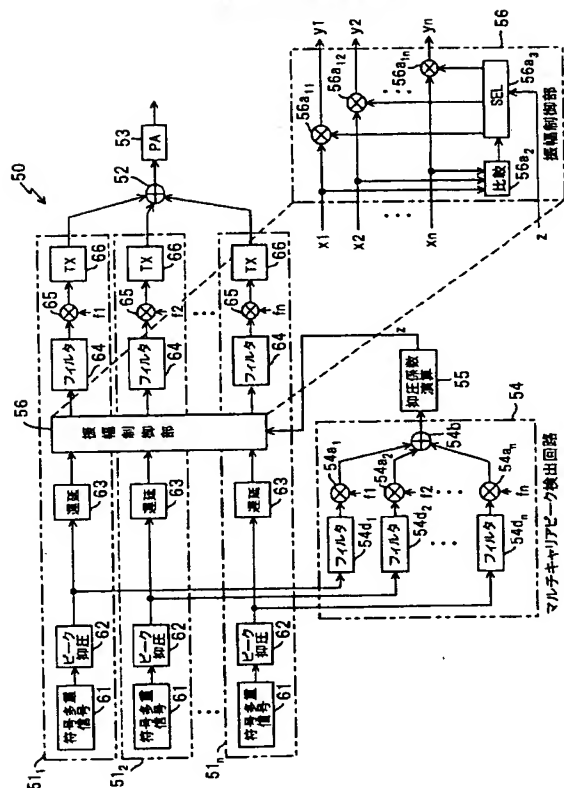 50
51₁
符号多重信号
61
ピーク抑圧
62
遅延
63
56
振幅制御部
フィルタ
64
65
f1
TX
66
52
PA
53
51₂
符号多重信号
61
ピーク抑圧
62
遅延
63
フィルタ
64
65
f2
TX
66
51n
符号多重信号
61
ピーク抑圧
62
遅延
63
フィルタ
64
65
fn
TX
66
z
抑圧係数演算
55
54
フィルタ
54d₁
54a₁
f1
フィルタ
54d₂
54a₂
f2
フィルタ
54dn
54an
fn
54b
マルチキャリアピーク検出回路
x1
x2
xn
z
56a₁₁
56a₁₂
56a₁n
y1
y2
yn
比較
56a₂
SEL
56a₃
56
振幅制御部